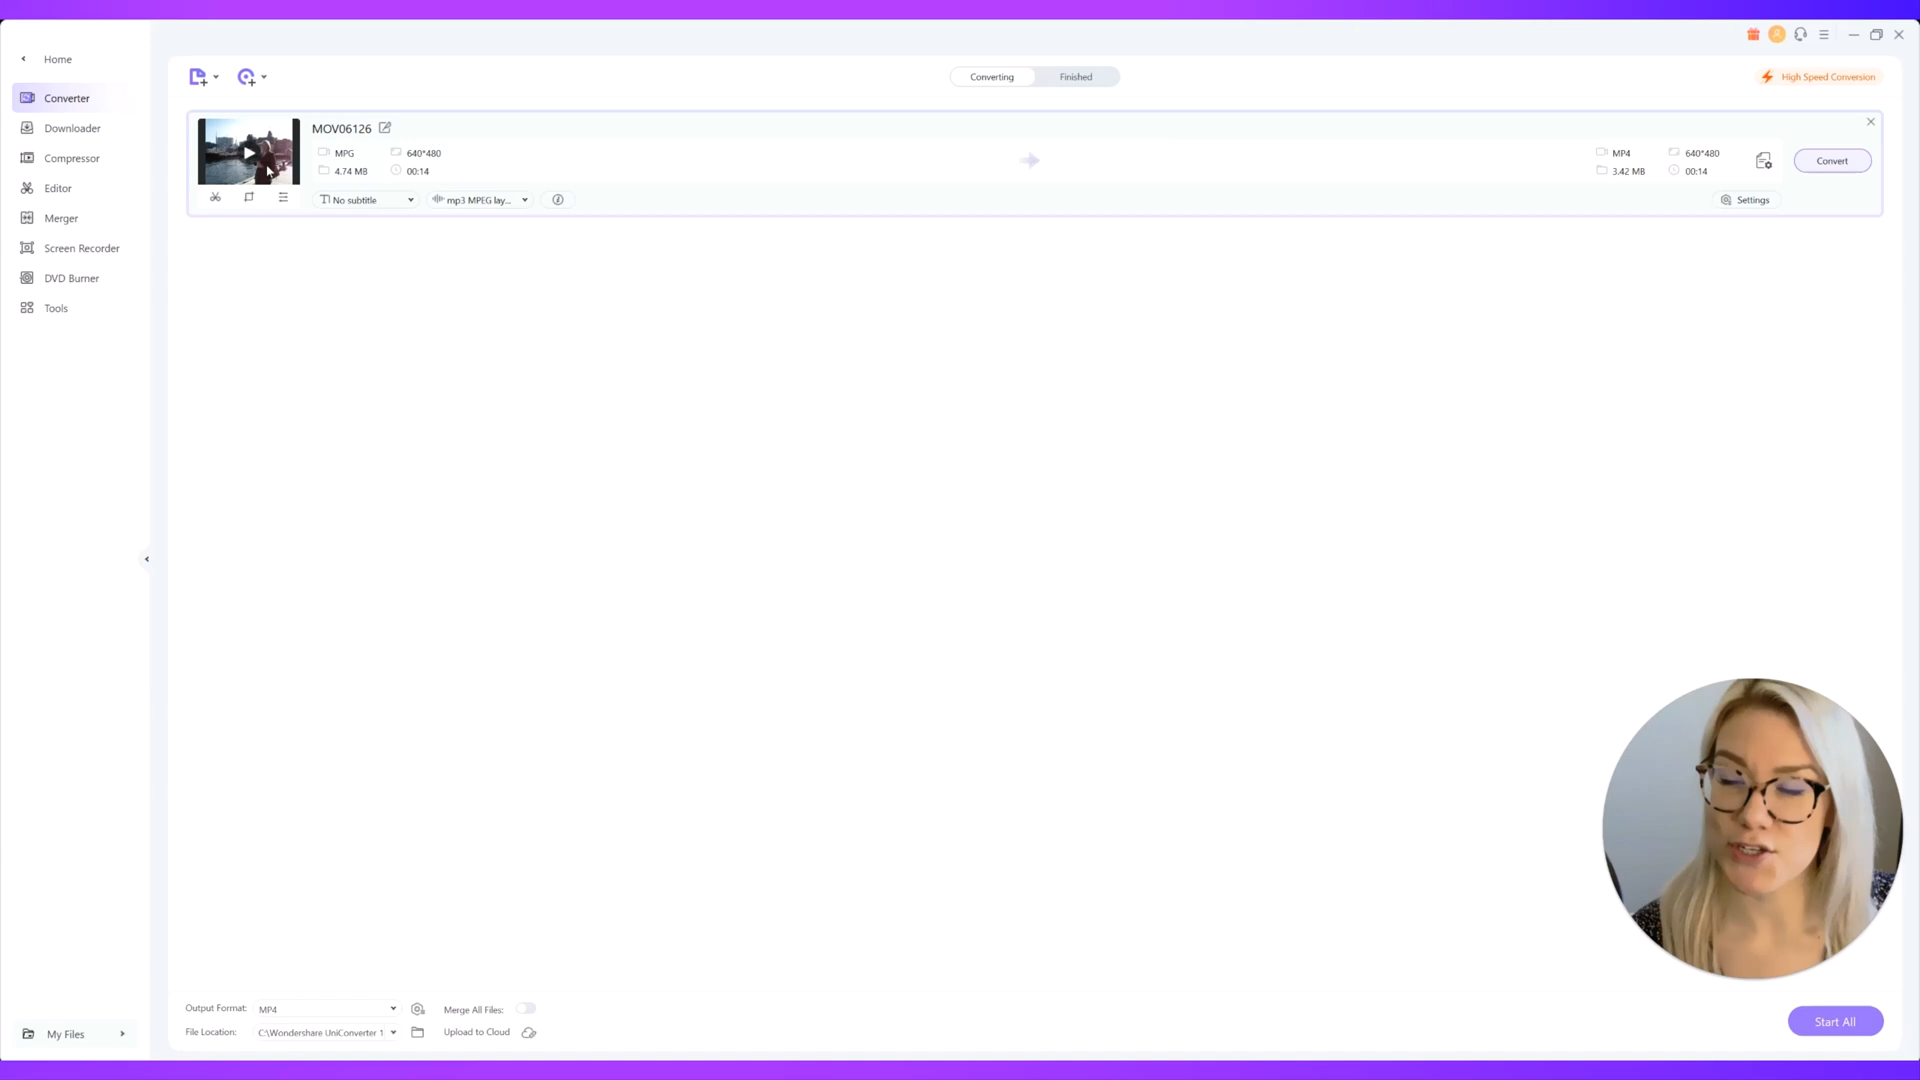 Home
Converter
Downloader
Compressor
Editor
Merger
Screen Recorder
DVD Burner
Tools
My Files
Converting
Finished
High Speed Conversion
MOV06126
MPG 640*480
4.74 MB 00:14
No subtitle
mp3 MPEG lay...
MP4 640*480
3.42 MB 00:14
Convert
Settings
Output Format: MP4
Merge All Files:
File Location: C:\Wondershare UniConverter 1
Upload to Cloud
Start All